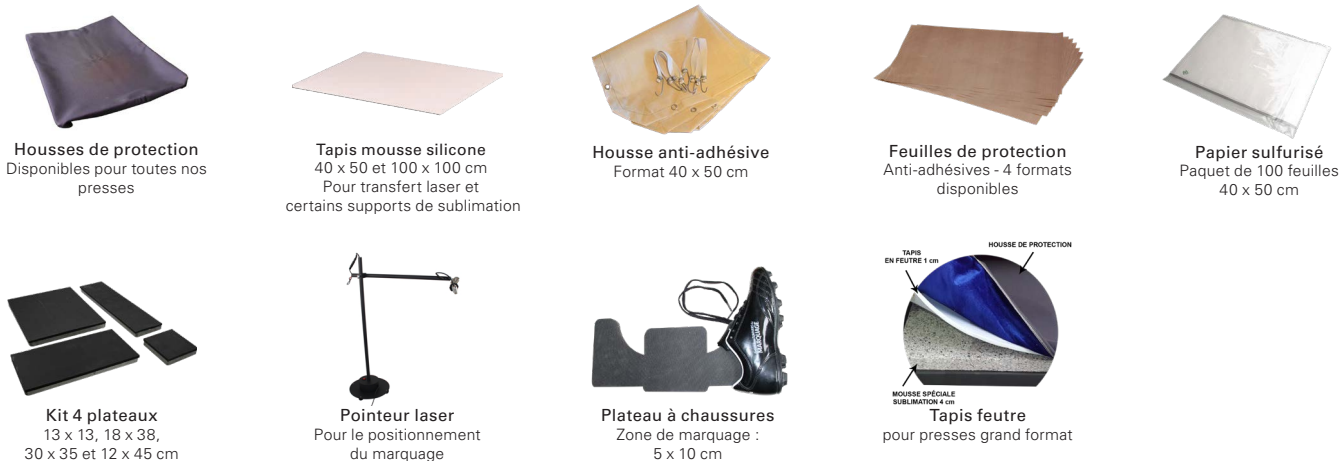 Housses de protection
Disponibles pour toutes nos
presses
Tapis mousse silicone
40 x 50 et 100 x 100 cm
Pour transfert laser et
certains supports de sublimation
Housse anti-adhésive
Format 40 x 50 cm
Feuilles de protection
Anti-adhésives - 4 formats
disponibles
Papier sulfurisé
Paquet de 100 feuilles
40 x 50 cm
Kit 4 plateaux
13 x 13, 18 x 38,
30 x 35 et 12 x 45 cm
Pointeur laser
Pour le positionnement
du marquage
MARQUAGE
Plateau à chaussures
Zone de marquage :
5 x 10 cm
HOUSSE DE PROTECTION
TAPIS
EN FEUTRE 1 cm
MOUSSE SPÉCIALE
SUBLIMATION 4 cm
Tapis feutre
pour presses grand format